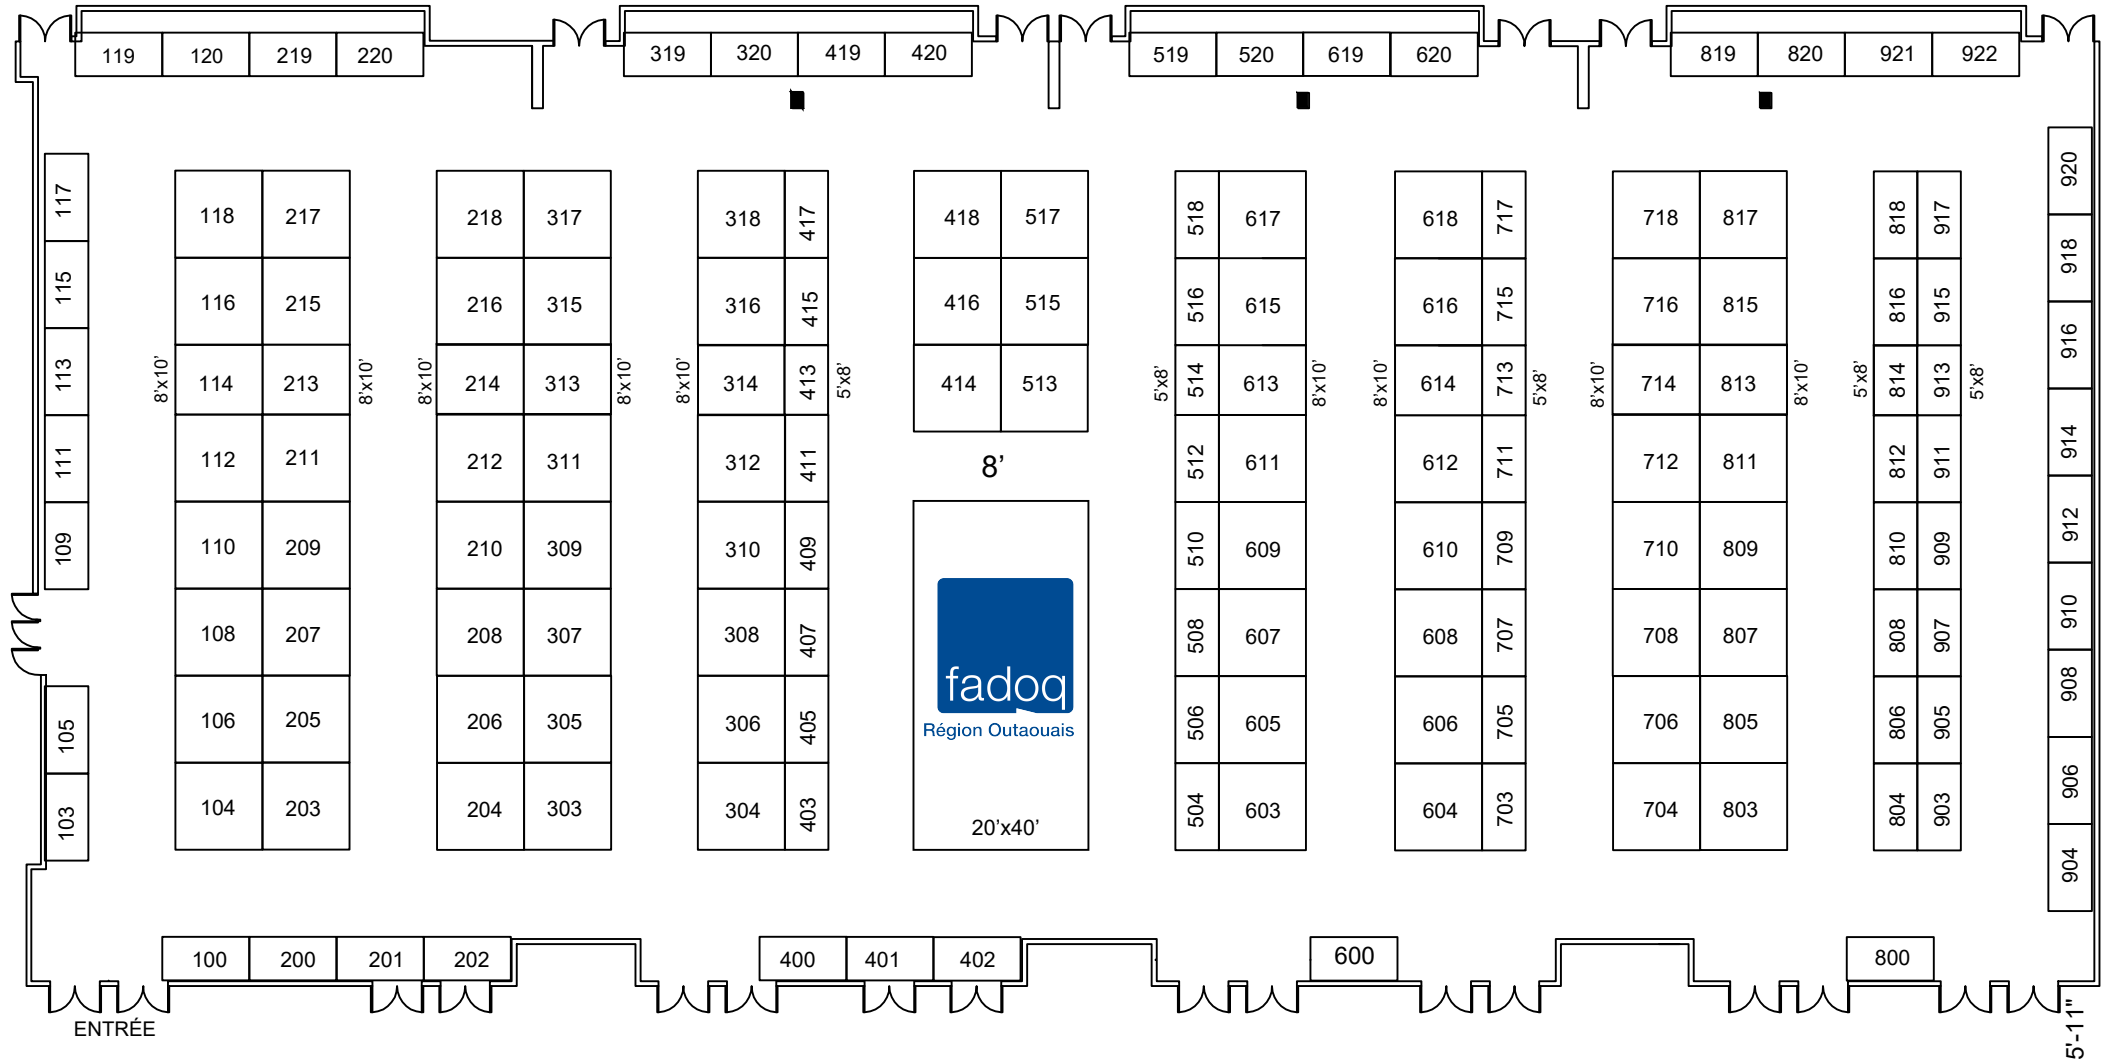 119 120 219 220 319 320 419 420 519 520 619 620 819 820 921 922
117 118 217 218 317 318 417 418 517 518 617 618 717 718 817 818 917 920
115 116 215 216 315 316 415 416 515 516 615 616 715 716 815 816 915 918
113 8'x10' 114 213 8'x10' 8'x10' 214 313 8'x10' 8'x10' 314 413 5'x8' 414 513 5'x8' 514 613 8'x10' 8'x10' 614 713 5'x8' 8'x10' 714 813 8'x10' 5'x8' 814 913 5'x8' 916
111 112 211 212 311 312 411 8' 512 611 612 711 712 811 812 911 914
109 110 209 210 309 310 409 510 609 610 709 710 809 810 909 912
108 207 208 307 308 407 508 607 608 707 708 807 808 907 910
fadoq
Région Outaouais
105 106 205 206 305 306 405 506 605 606 705 706 805 806 905 908
906
103 104 203 204 303 304 403 20'x40' 504 603 604 703 704 803 804 903 904
100 200 201 202 400 401 402 600 800
ENTRÉE
5'-11"